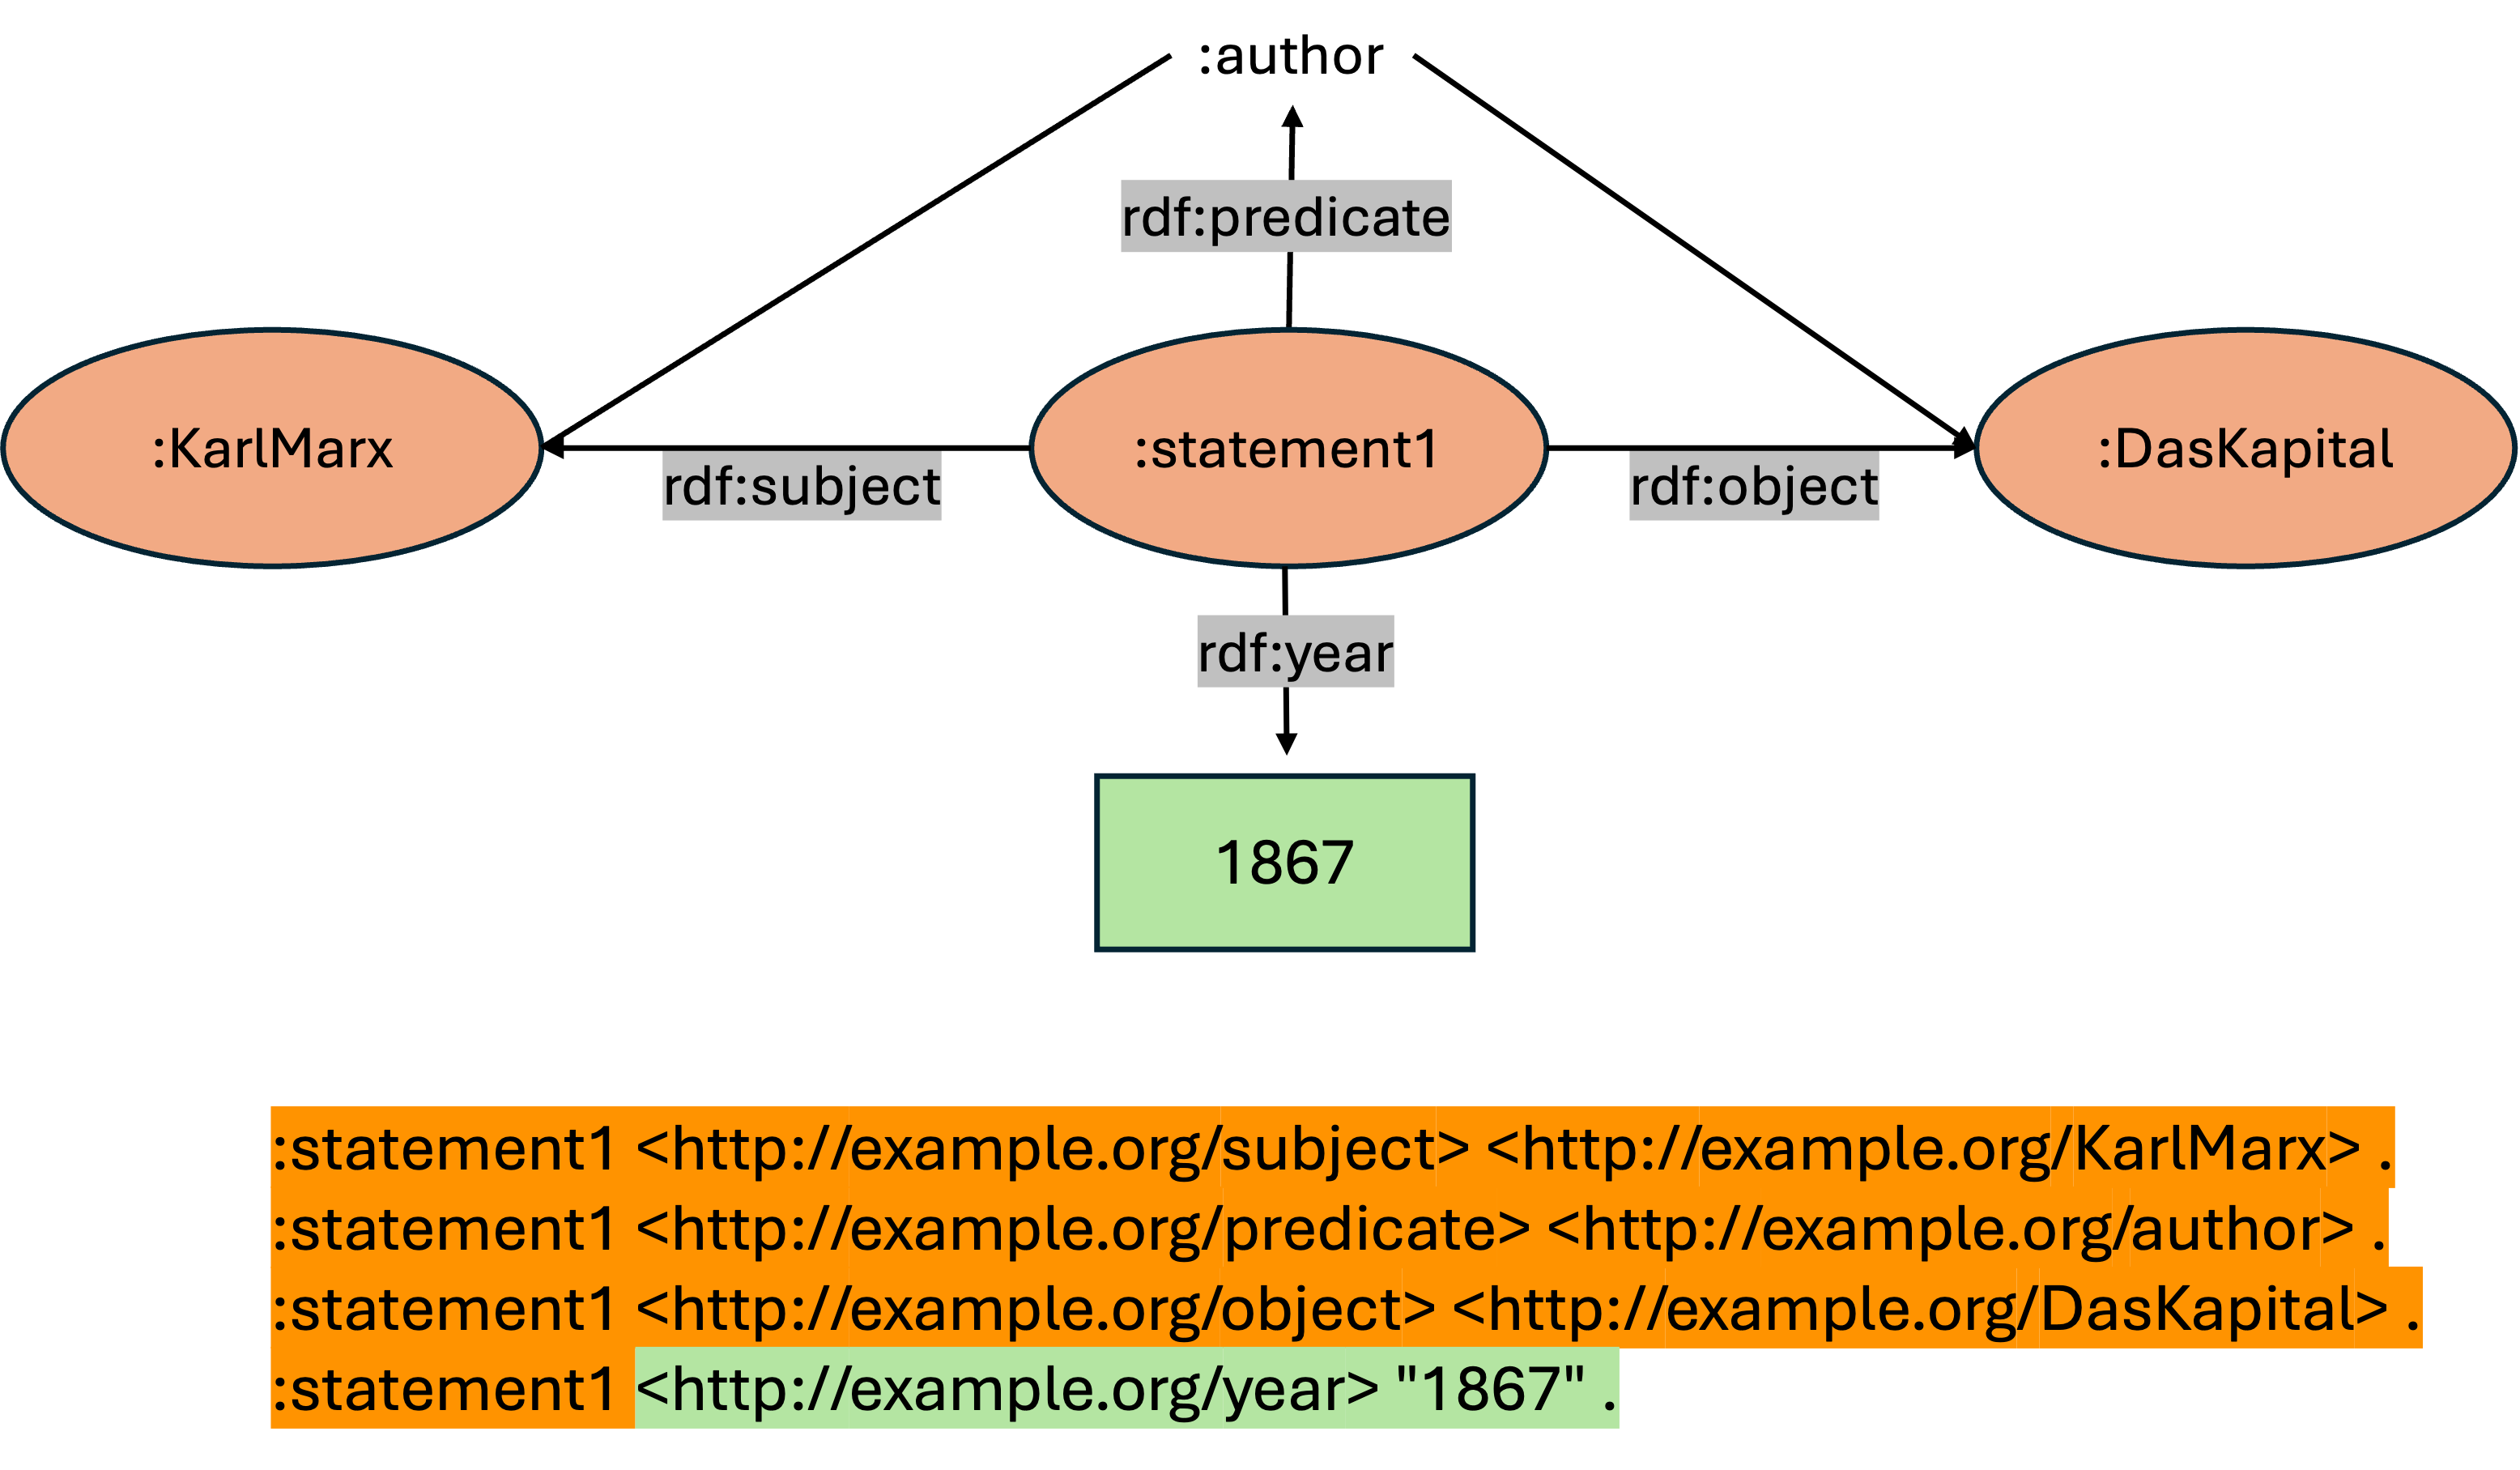 :author
rdf:predicate
:KarlMarx
:statement1
:DasKapital
rdf:subject
rdf:object
rdf:year
1867
:statement1 <http://example.org/subject> <http://example.org/KarlMarx> .
:statement1 <http://example.org/predicate> <http://example.org/author> .
:statement1 <http://example.org/object> <http://example.org/DasKapital> .
:statement1 <http://example.org/year> "1867" .